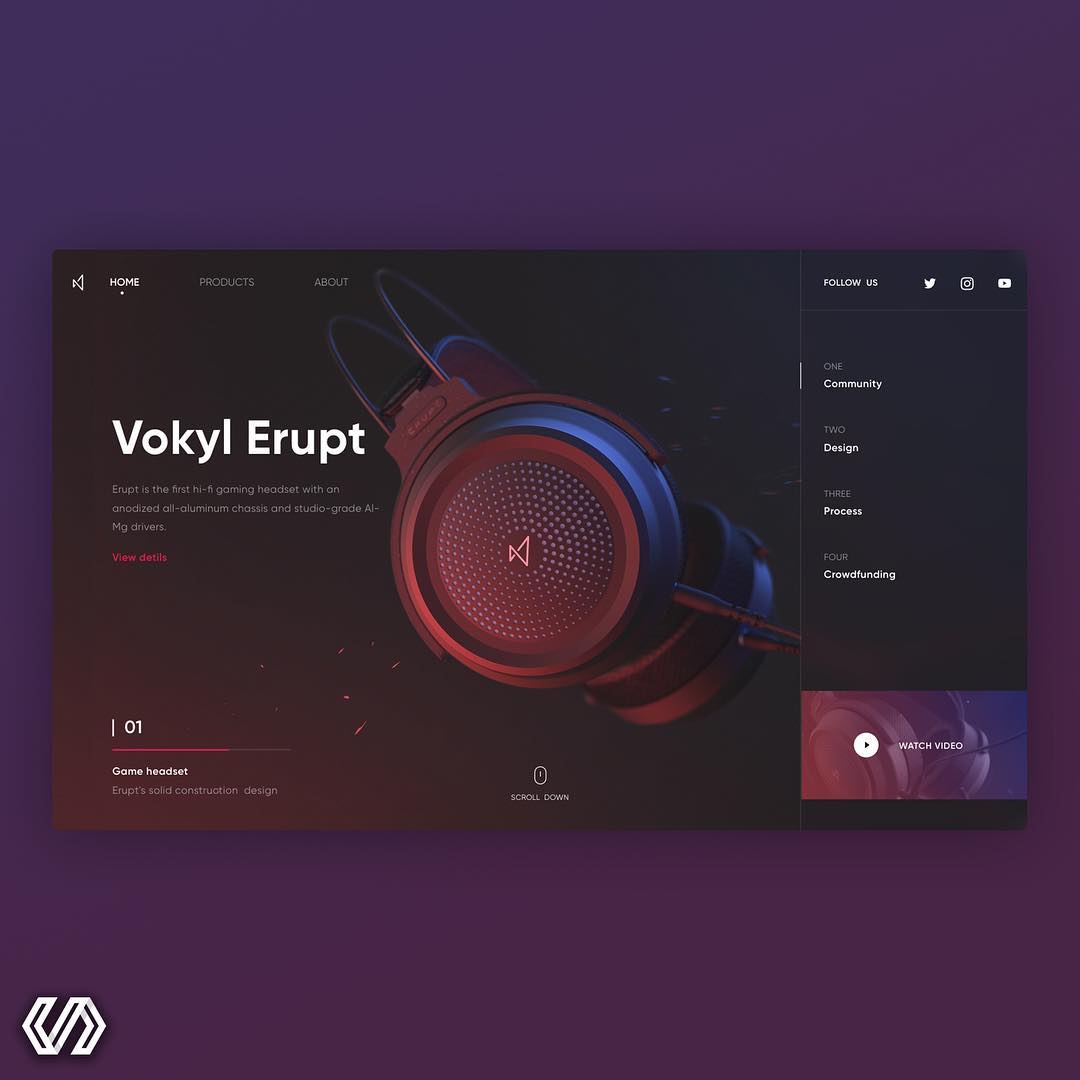 HOME
PRODUCTS
ABOUT
FOLLOW US
Vokyl Erupt
Erupt is the first hi-fi gaming headset with an
anodized all-aluminum chassis and studio-grade Al-
Mg drivers.
View detils
01
Game headset
Erupt's solid construation design
SCROLL DOWN
ONE
Community
TWO
Design
THREE
Process
FOUR
Crowdfunding
WATCH VIDEO